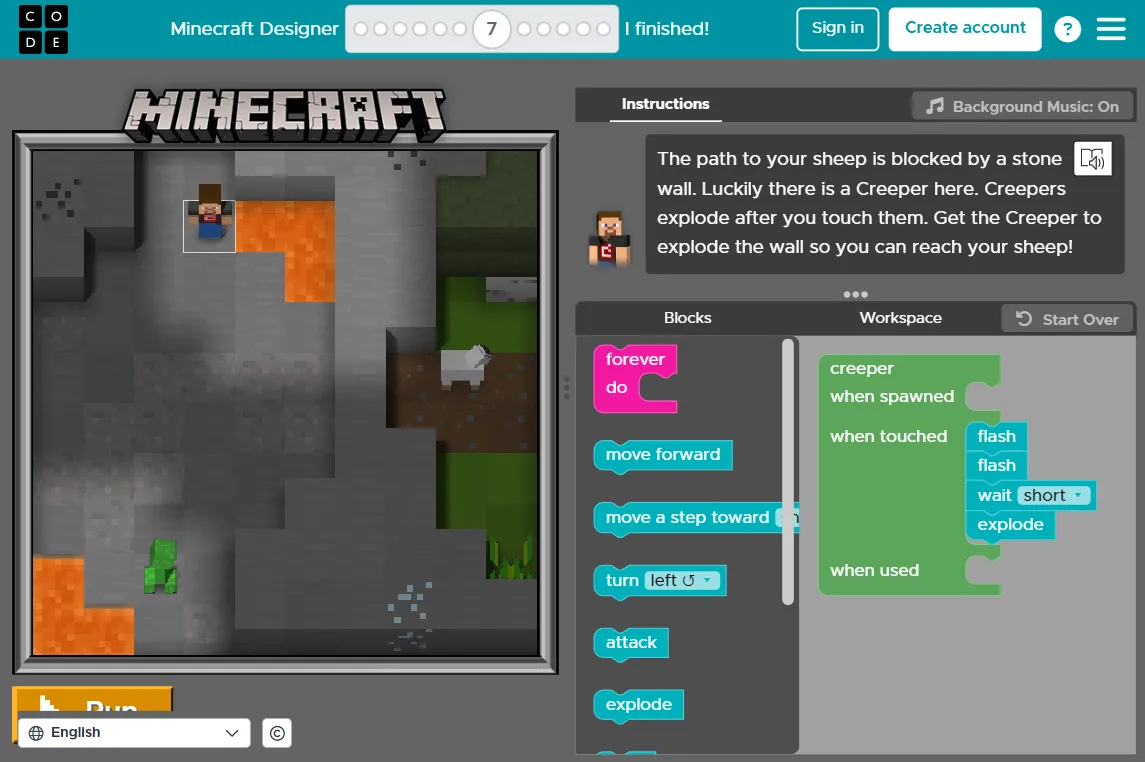 C O
D E
Minecraft Designer
7
I finished!
Sign in
Create account
?
MINECRAFT
Instructions
Background Music: On
The path to your sheep is blocked by a stone
wall. Luckily there is a Creeper here. Creepers
explode after you touch them. Get the Creeper to
explode the wall so you can reach your sheep!
Blocks
Workspace
Start Over
forever
do
move forward
move a step toward
turn left ↺
attack
explode
creeper
when spawned
when touched
flash
flash
wait short
explode
when used
Run
English
©